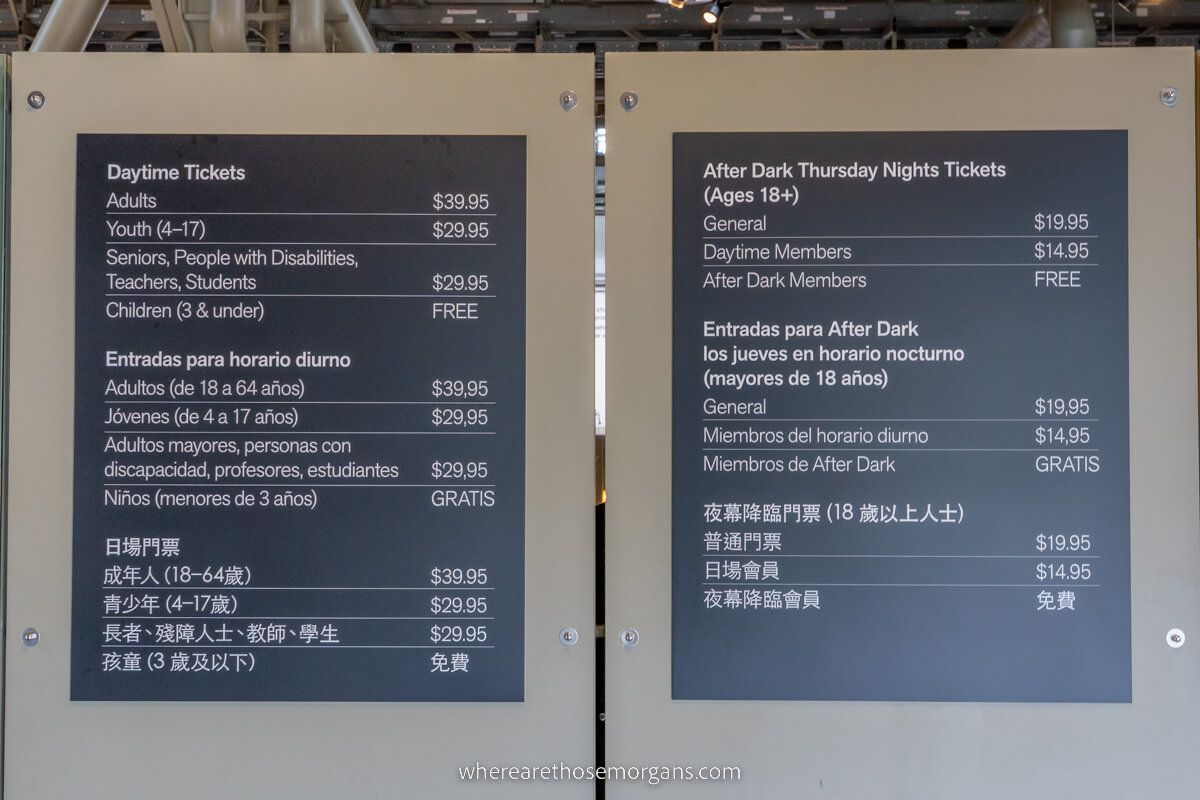 Daytime Tickets
Adults $39.95
Youth (4–17) $29.95
Seniors, People with Disabilities,
Teachers, Students $29.95
Children (3 & under) FREE
Entradas para horario diurno
Adultos (de 18 a 64 años) $39,95
Jóvenes (de 4 a 17 años) $29,95
Adultos mayores, personas con
discapacidad, profesores, estudiantes $29,95
Niños (menores de 3 años) GRATIS
日場門票
成年人 (18–64歲) $39.95
青少年 (4–17歲) $29.95
長者、殘障人士、教師、學生 $29.95
孩童 (3 歲及以下) 免費
After Dark Thursday Nights Tickets
(Ages 18+)
General $19.95
Daytime Members $14.95
After Dark Members FREE
Entradas para After Dark
los jueves en horario nocturno
(mayores de 18 años)
General $19,95
Miembros del horario diurno $14,95
Miembros de After Dark GRATIS
夜幕降臨門票 (18 歲以上人士)
普通門票 $19.95
日場會員 $14.95
夜幕降臨會員 免費
wherearethosemorgans.com